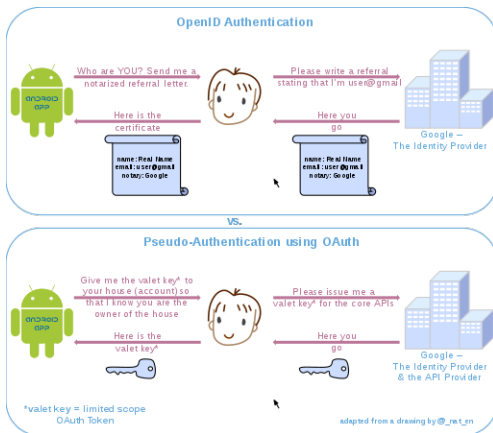 OpenID Authentication
Who are YOU? Send me a
notarized referral letter.
Please write a referral
stating that I'm user@gmail
ANDROID
APP
Here is the
certificate
Here you
go
name: Real Name
email: user@gmail
notary: Google
name: Real Name
email: user@gmail
notary: Google
Google –
The Identity Provider
vs.
Pseudo-Authentication using OAuth
Give me the valet key* to
your house (account) so
that I know you are the
owner of the house
Please issue me a
valet key* for the core APIs
ANDROID
APP
Here is the
valet key*
Here you
go
Google –
The Identity Provider
& the API Provider
*valet key = limited scope
OAuth Token
adapted from a drawing by @_nat_en